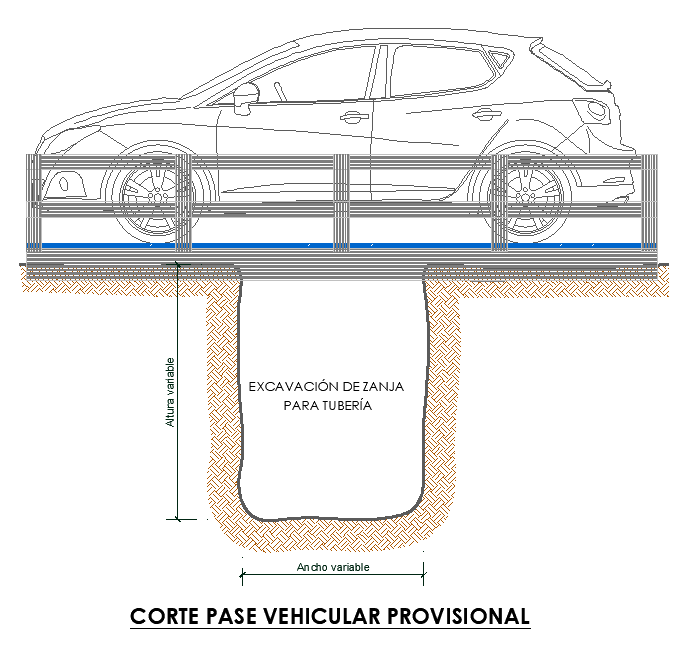 EXCAVACIÓN DE ZANJA
PARA TUBERÍA
Altura variable
Ancho variable
CORTE PASE VEHICULAR PROVISIONAL